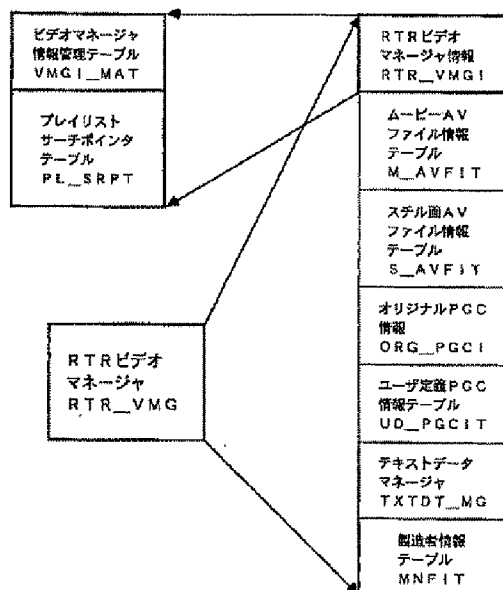 ビデオマネージャ
情報管理テーブル
VMGI_MAT
プレイリスト
サーチポインタ
テーブル
PL_SRPT
RTRビデオ
マネージャ
RTR_VMG
RTRビデオ
マネージャ情報
RTR_VMGI
ムービーAV
ファイル情報
テーブル
M_AVFIT
スチル画AV
ファイル情報
テーブル
S_AVFIT
オリジナルPGC
情報
ORG_PGCI
ユーザ定義PGC
情報テーブル
UD_PGCIT
テキストデータ
マネージャ
TXTDT_MG
製造者情報
テーブル
MNFIT